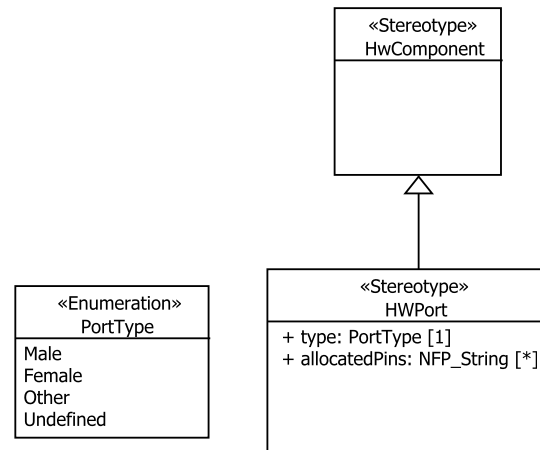 «Stereotype»
HwComponent
«Enumeration»
PortType
Male
Female
Other
Undefined
«Stereotype»
HWPort
+ type: PortType [1]
+ allocatedPins: NFP_String [*]